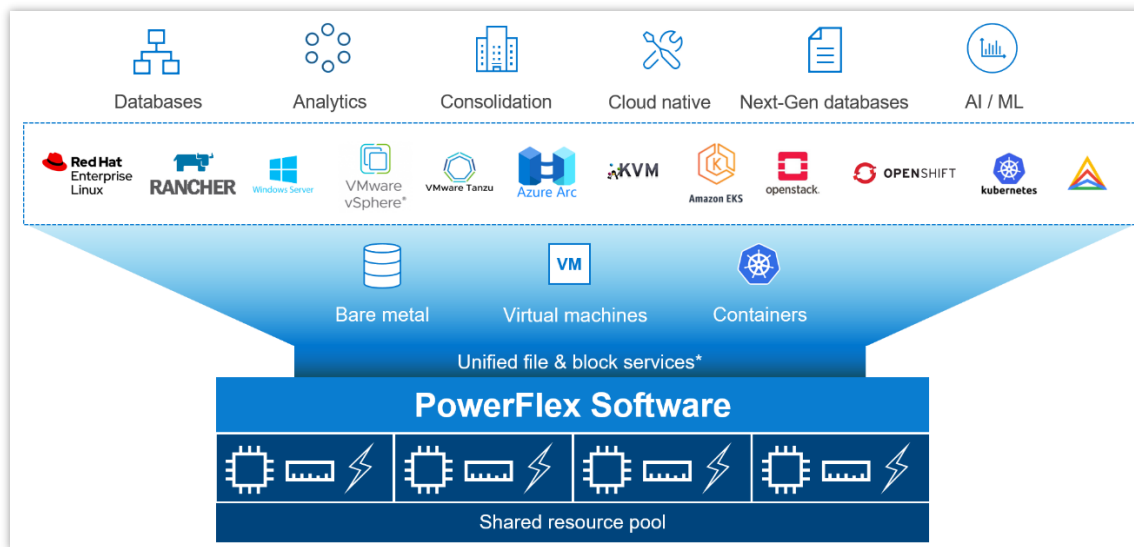 Databases
Analytics
Consolidation
Cloud native
Next-Gen databases
AI / ML
Red Hat
Enterprise
Linux
RANCHER
Windows Server
VMware
vSphere*
VMware Tanzu
Azure Arc
KVM
K
Amazon EKS
openstack.
OPENSHIFT
kubernetes
VM
Bare metal
Virtual machines
Containers
Unified file & block services*
PowerFlex Software
Shared resource pool